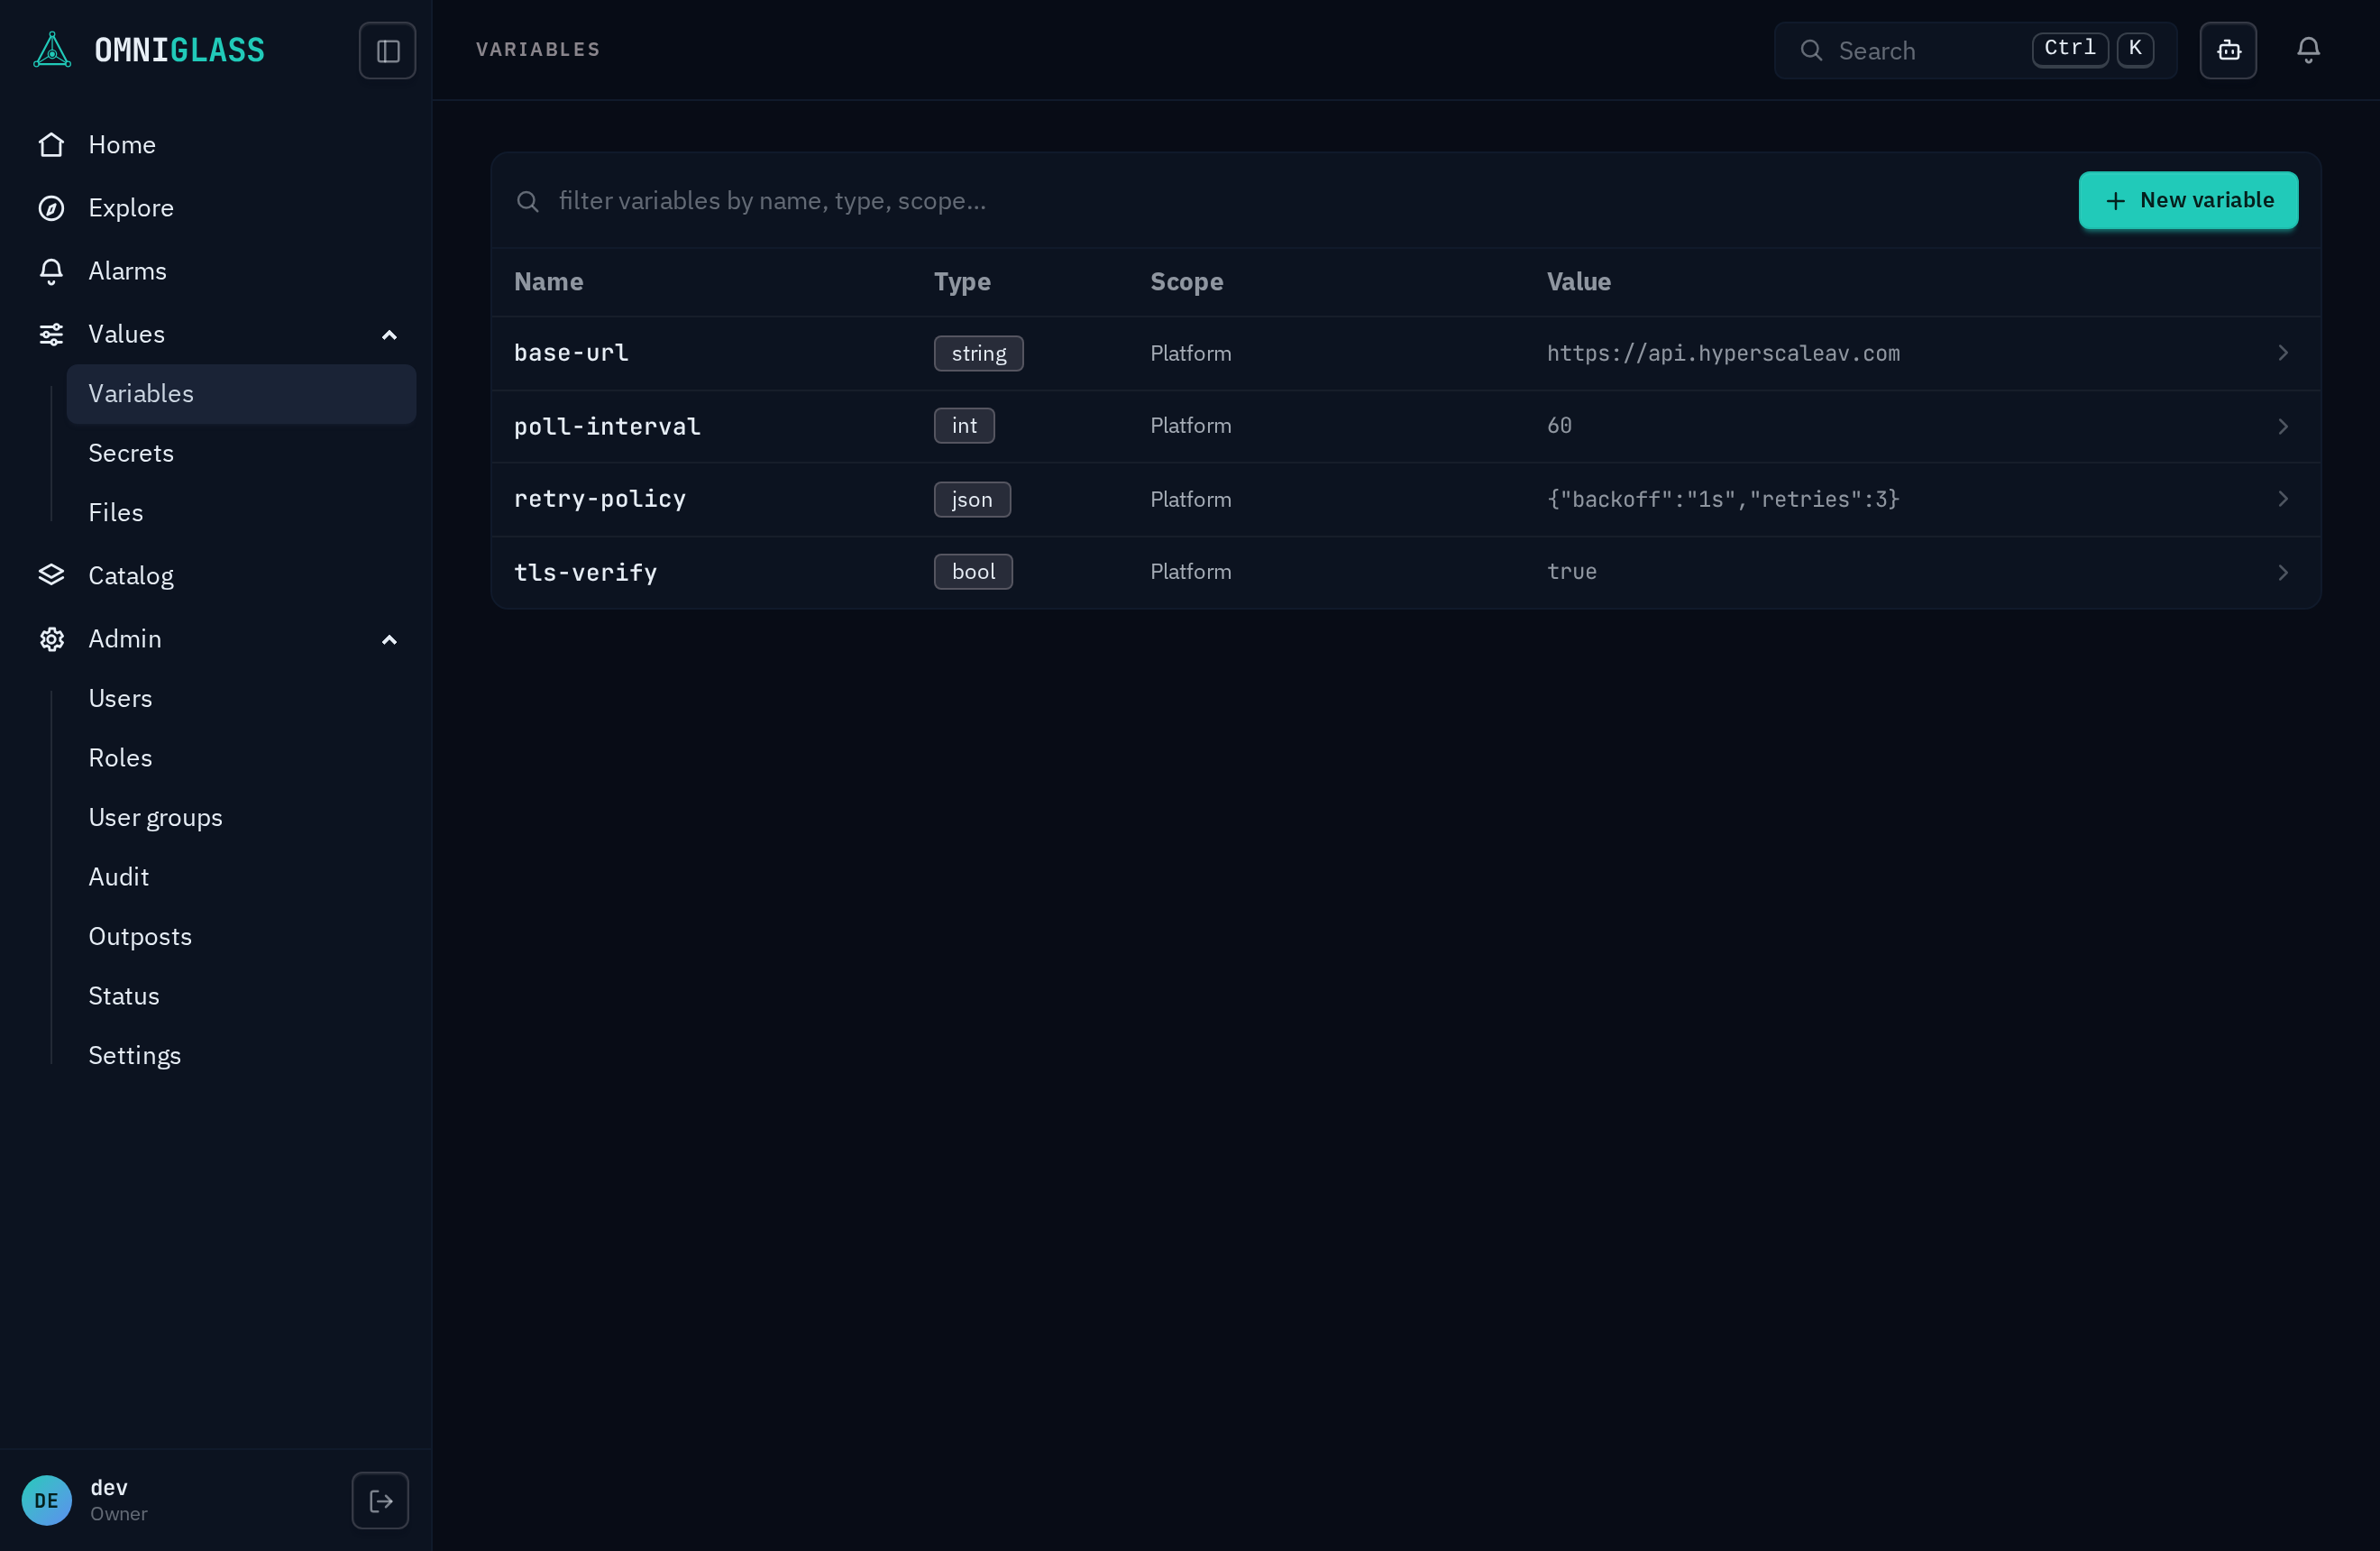 OMNIGLASS
Home
Explore
Alarms
Values
Variables
Secrets
Files
Catalog
Admin
Users
Roles
User groups
Audit
Outposts
Status
Settings
DE
dev
Owner
VARIABLES
Search Ctrl K
filter variables by name, type, scope...
New variable
Name Type Scope Value
base-url string Platform https://api.hyperscaleav.com
poll-interval int Platform 60
retry-policy json Platform {"backoff":"1s","retries":3}
tls-verify bool Platform true